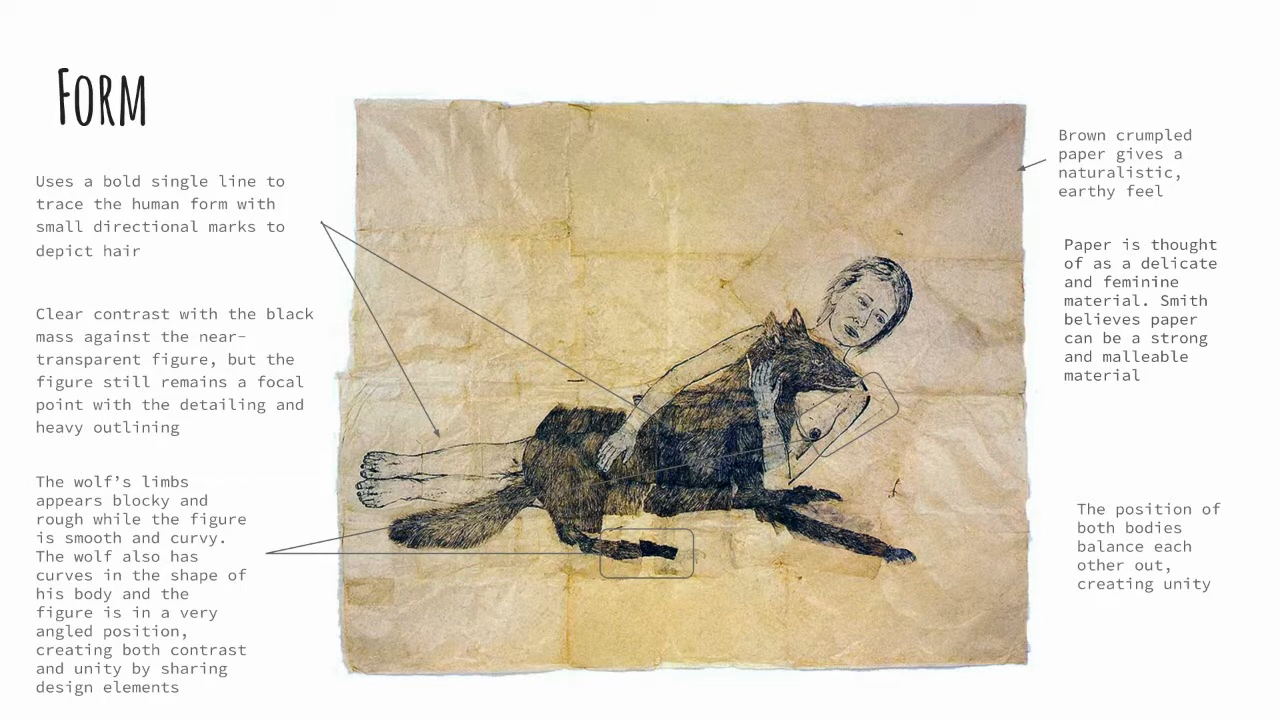 FORM
Uses a bold single line to
trace the human form with
small directional marks to
depict hair
Clear contrast with the black
mass against the near-
transparent figure, but the
figure still remains a focal
point with the detailing and
heavy outlining
The wolf’s limbs
appears blocky and
rough while the figure
is smooth and curvy.
The wolf also has
curves in the shape of
his body and the
figure is in a very
angled position,
creating both contrast
and unity by sharing
design elements
Brown crumpled
paper gives a
naturalistic,
earthy feel
Paper is thought
of as a delicate
and feminine
material. Smith
believes paper
can be a strong
and malleable
material
The position of
both bodies
balance each
other out,
creating unity